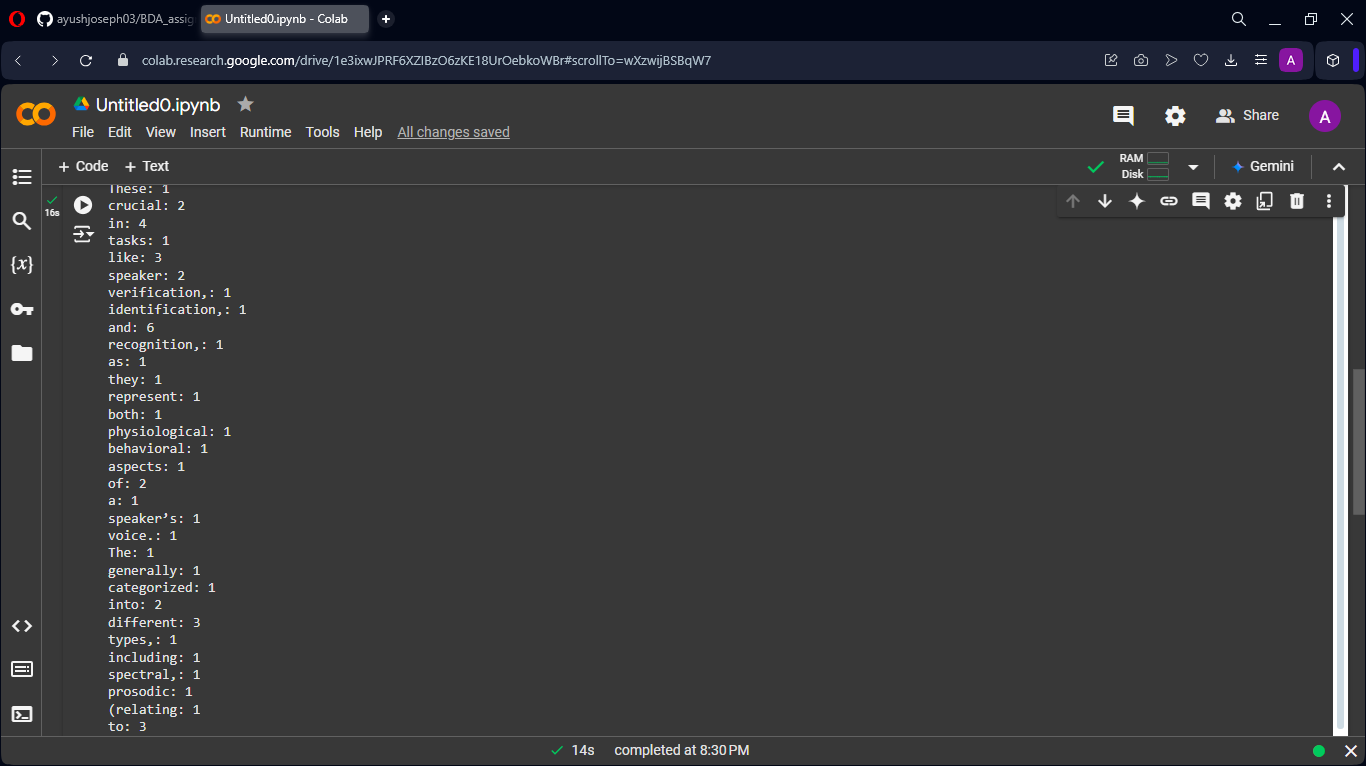 ayushjoseph03/BDA_assig
Untitled0.ipynb - Colab
colab.research.google.com/drive/1e3ixwJPRF6XZIBzO6zKE18UrOebkoWBr#scrollTo=wXzwijBSBqW7
A
Untitled0.ipynb
File Edit View Insert Runtime Tools Help All changes saved
Share
A
+ Code + Text
RAM
Disk
Gemini
16s
These: 1
crucial: 2
in: 4
tasks: 1
like: 3
speaker: 2
verification,: 1
identification,: 1
and: 6
recognition,: 1
as: 1
they: 1
represent: 1
both: 1
physiological: 1
behavioral: 1
aspects: 1
of: 2
a: 1
speaker’s: 1
voice.: 1
The: 1
generally: 1
categorized: 1
into: 2
different: 3
types,: 1
including: 1
spectral,: 1
prosodic: 1
(relating: 1
to: 3
{x}
14s completed at 8:30 PM